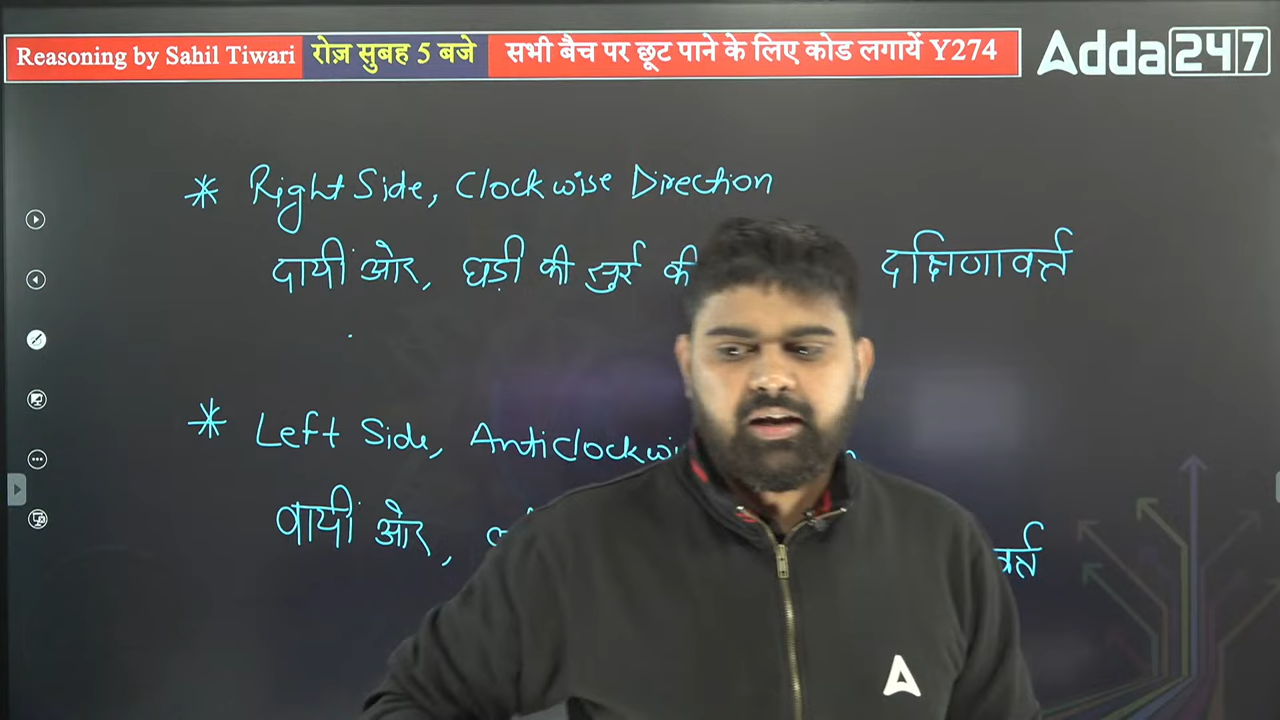 Reasoning by Sahil Tiwari रोज़ सुबह 5 बजे सभी बैच पर छूट पाने के लिए कोड लगायें Y274 Adda247
* Right Side, Clockwise Direction
दायीं ओर, घड़ी की सुई की दक्षिणावर्त्त
* Left Side, Anticlockwi
वायीं ओर, र्त्त